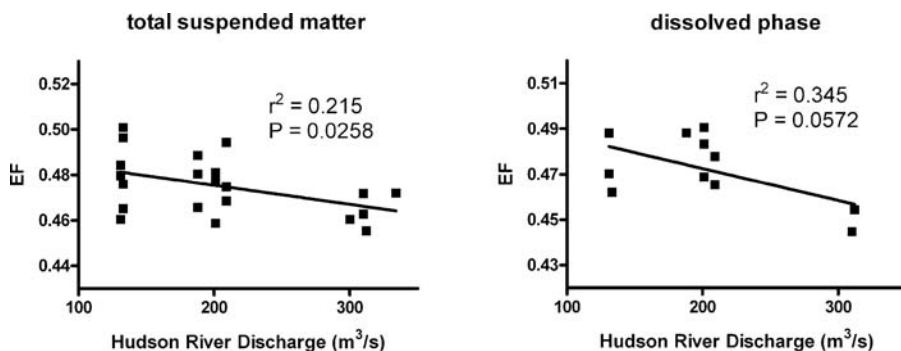 total suspended matter
0.52
0.50
0.48
0.46
0.44
EF
r² = 0.215
P = 0.0258
100
200
300
Hudson River Discharge (m³/s)
dissolved phase
0.51
0.49
0.47
0.45
0.43
EF
r² = 0.345
P = 0.0572
100
200
300
Hudson River Discharge (m³/s)